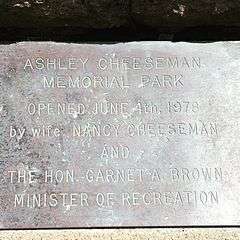 ASHLEY CHEESEMAN
MEMORIAL PARK
OPENED JUNE 4th, 1978
by wife NANCY CHEESEMAN
AND
THE HON. GARNET A. BROWN
MINISTER OF RECREATION